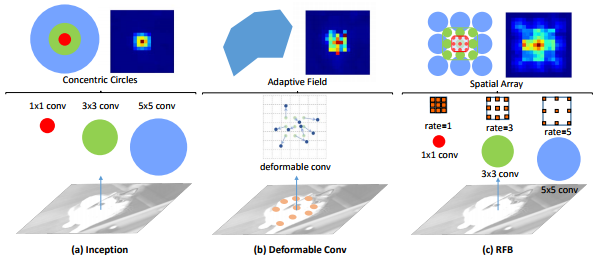 Concentric Circles
Adaptive Field
Spatial Array
1x1 conv
3x3 conv
5x5 conv
deformable conv
rate=1
rate=3
rate=5
1x1 conv
3x3 conv
5x5 conv
(a) Inception
(b) Deformable Conv
(c) RFB